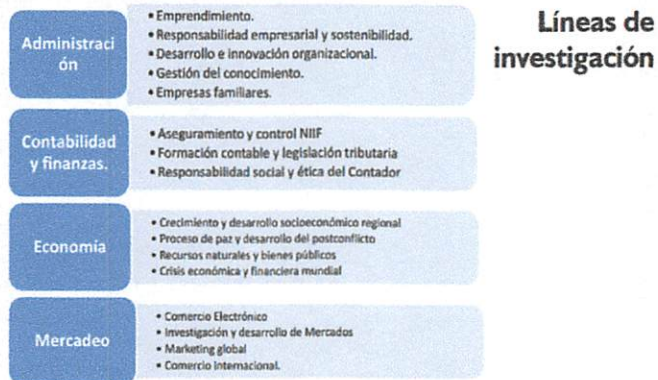 Líneas de
investigación
Administraci
ón
• Emprendimiento.
• Responsabilidad empresarial y sostenibilidad.
• Desarrollo e innovación organizacional.
• Gestión del conocimiento.
• Empresas familiares.
Contabilidad
y finanzas.
• Aseguramiento y control NIIF
• Formación contable y legislación tributaria
• Responsabilidad social y ética del Contador
Economía
• Crecimiento y desarrollo socioeconómico regional
• Proceso de paz y desarrollo del postconflicto
• Recursos naturales y bienes públicos
• Crisis económica y financiera mundial
Mercadeo
• Comercio Electrónico
• Investigación y desarrollo de Mercados
• Marketing global
• Comercio Internacional.